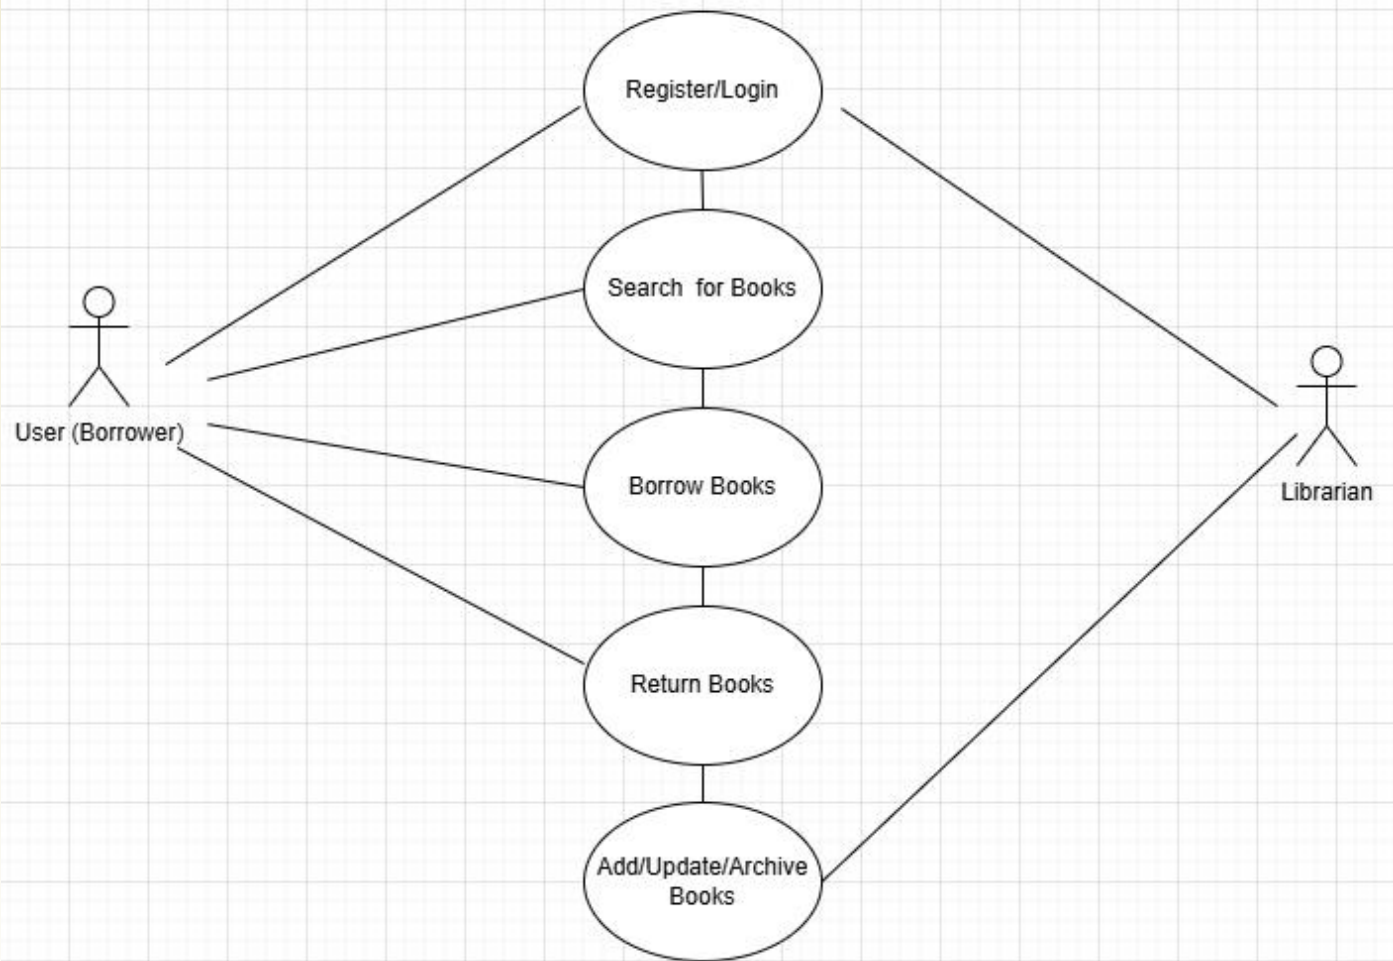 Register/Login
Search for Books
User (Borrower)
Borrow Books
Librarian
Return Books
Add/Update/Archive
Books